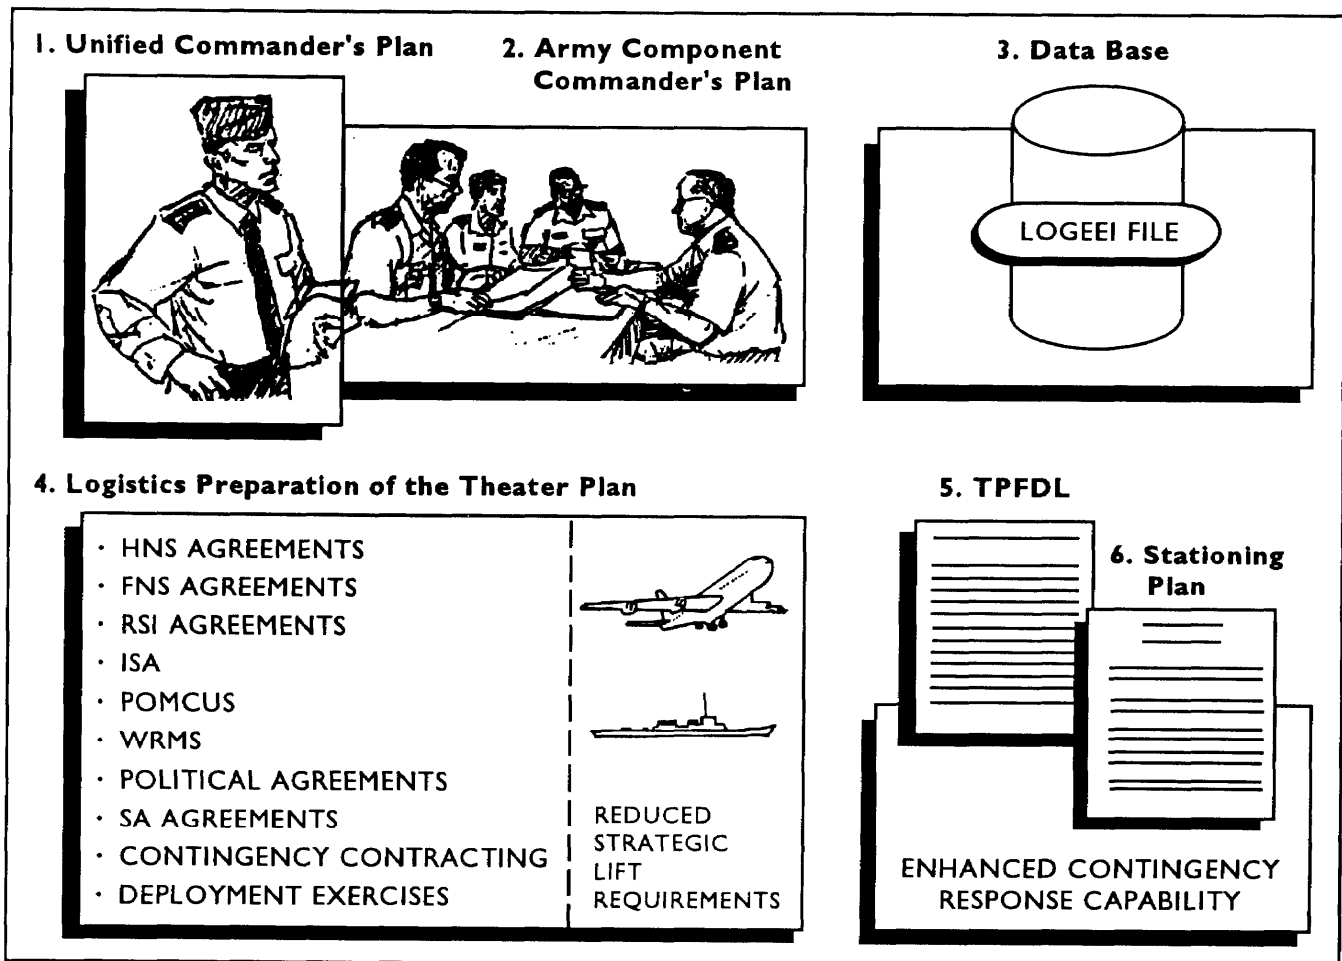 1. Unified Commander's Plan
2. Army Component
Commander's Plan
3. Data Base
LOGEEI FILE
4. Logistics Preparation of the Theater Plan
· HNS AGREEMENTS
· FNS AGREEMENTS
· RSI AGREEMENTS
· ISA
· POMCUS
· WRMS
· POLITICAL AGREEMENTS
· SA AGREEMENTS
· CONTINGENCY CONTRACTING
· DEPLOYMENT EXERCISES
REDUCED
STRATEGIC
LIFT
REQUIREMENTS
5. TPFDL
6. Stationing
Plan
ENHANCED CONTINGENCY
RESPONSE CAPABILITY